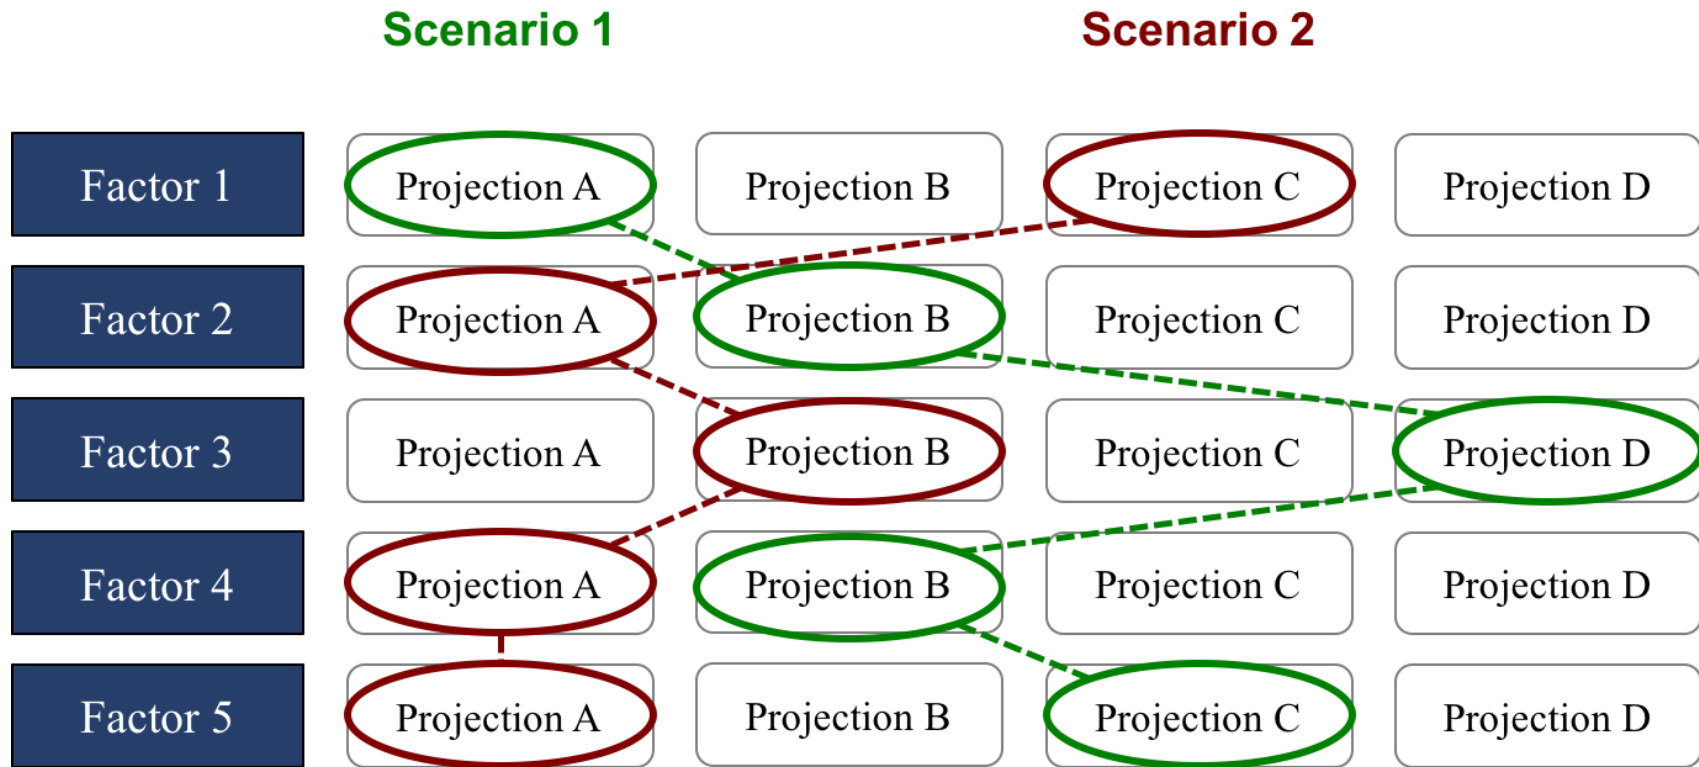 Scenario 1 Scenario 2
Factor 1 Projection A Projection B Projection C Projection D
Factor 2 Projection A Projection B Projection C Projection D
Factor 3 Projection A Projection B Projection C Projection D
Factor 4 Projection A Projection B Projection C Projection D
Factor 5 Projection A Projection B Projection C Projection D